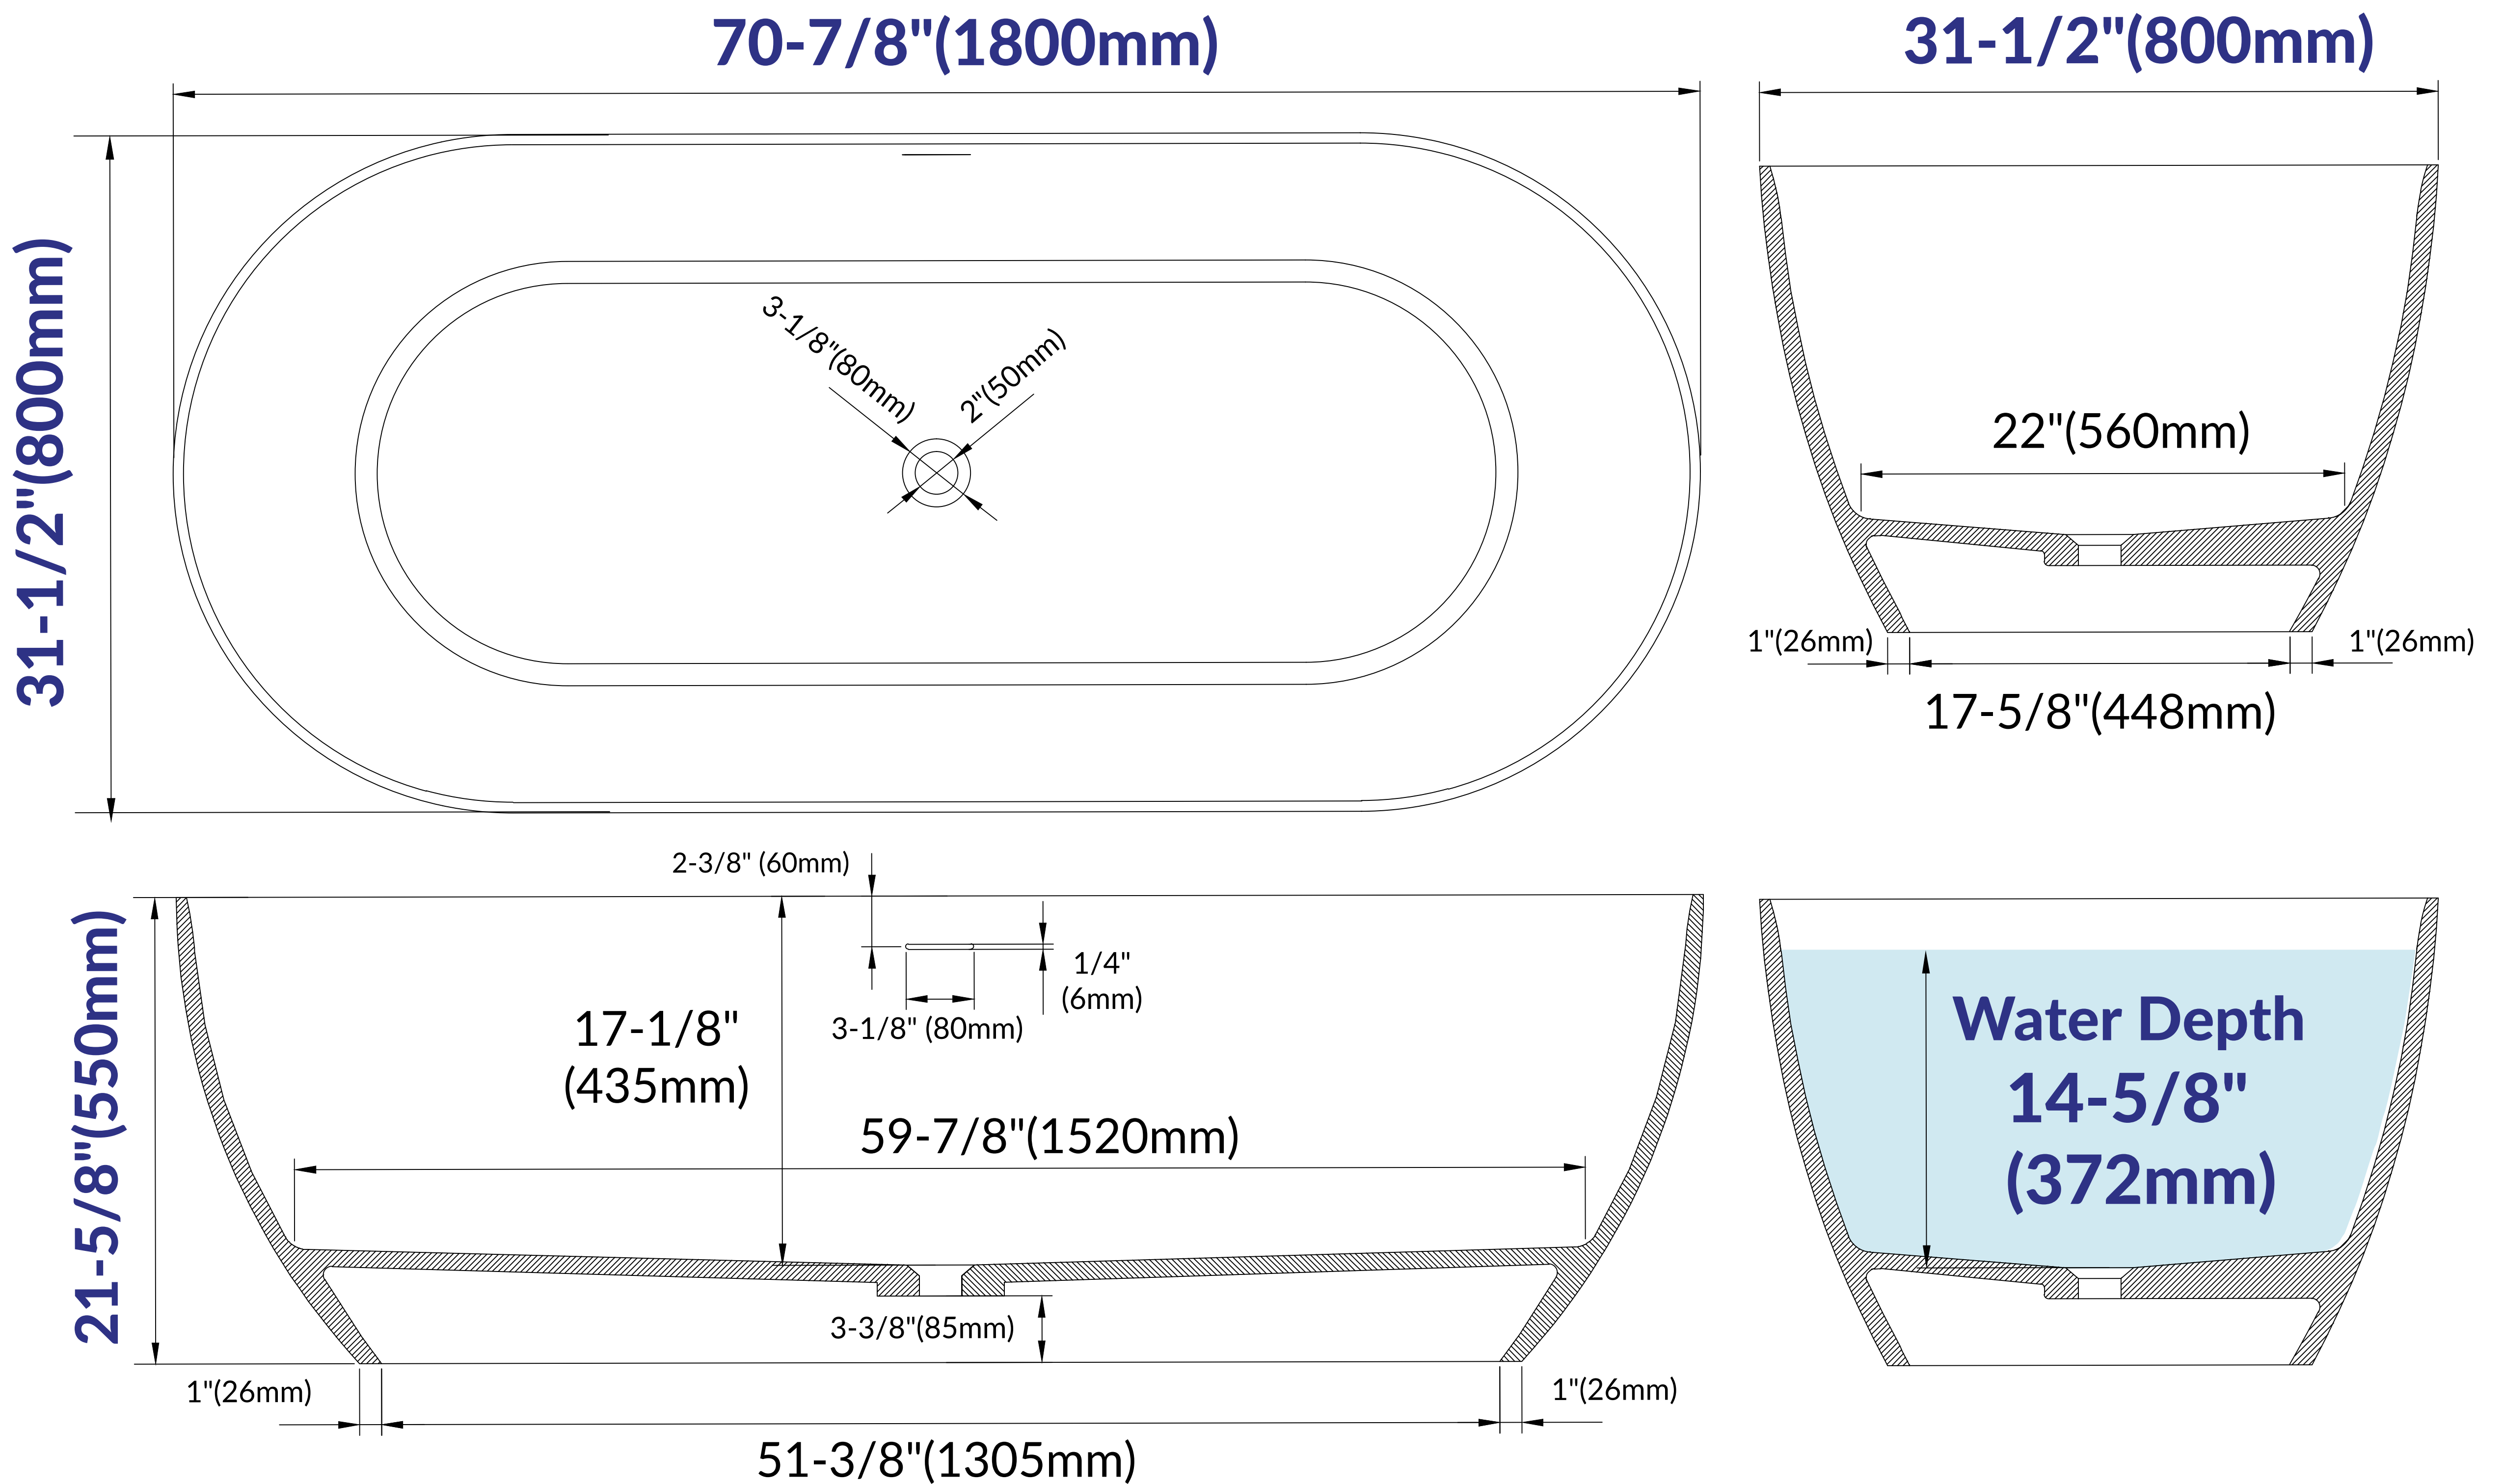 70-7/8"(1800mm)
31-1/2"(800mm)
31-1/2"(800mm)
3-1/8"(80mm)
2"(50mm)
22"(560mm)
1"(26mm)
1"(26mm)
17-5/8"(448mm)
2-3/8" (60mm)
21-5/8"(550mm)
1/4"
(6mm)
3-1/8" (80mm)
17-1/8"
(435mm)
59-7/8"(1520mm)
3-3/8"(85mm)
1"(26mm)
1"(26mm)
51-3/8"(1305mm)
Water Depth
14-5/8"
(372mm)